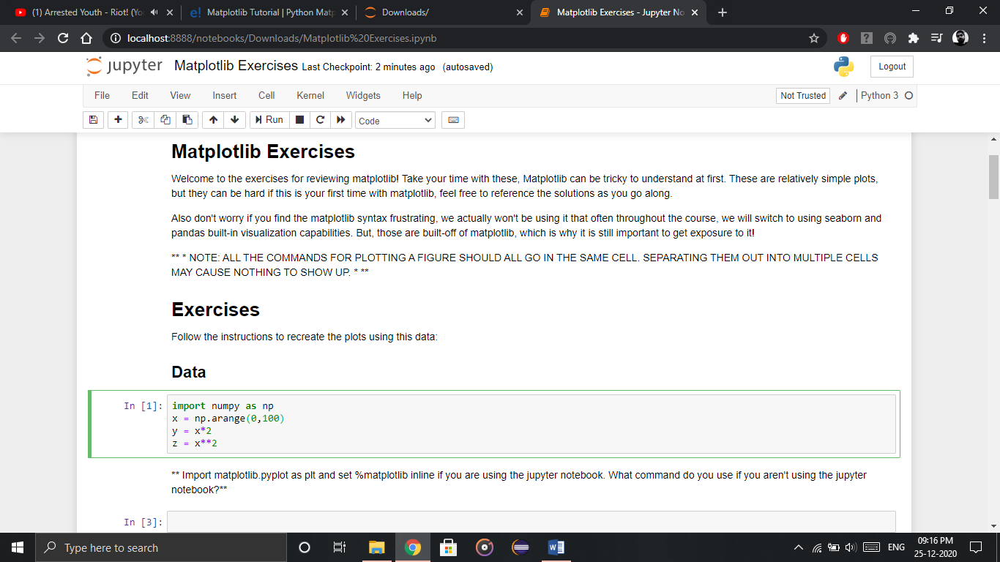 (1) Arrested Youth - Riot! (Yo
Matplotlib Tutorial | Python Matp
Downloads/
Matplotlib Exercises - Jupyter No
localhost:8888/notebooks/Downloads/Matplotlib%20Exercises.ipynb
jupyter Matplotlib Exercises Last Checkpoint: 2 minutes ago (autosaved)
Logout
File Edit View Insert Cell Kernel Widgets Help
Not Trusted
Python 3
Run
Code
Matplotlib Exercises
Welcome to the exercises for reviewing matplotlib! Take your time with these, Matplotlib can be tricky to understand at first. These are relatively simple plots,
but they can be hard if this is your first time with matplotlib, feel free to reference the solutions as you go along.
Also don't worry if you find the matplotlib syntax frustrating, we actually won't be using it that often throughout the course, we will switch to using seaborn and
pandas built-in visualization capabilities. But, those are built-off of matplotlib, which is why it is still important to get exposure to it!
** * NOTE: ALL THE COMMANDS FOR PLOTTING A FIGURE SHOULD ALL GO IN THE SAME CELL. SEPARATING THEM OUT INTO MULTIPLE CELLS
MAY CAUSE NOTHING TO SHOW UP. * **
Exercises
Follow the instructions to recreate the plots using this data:
Data
In [1]: import numpy as np
x = np.arange(0,100)
y = x*2
z = x**2
** Import matplotlib.pyplot as plt and set %matplotlib inline if you are using the jupyter notebook. What command do you use if you aren't using the jupyter
notebook?**
In [3]:
Type here to search
ENG
09:16 PM
25-12-2020